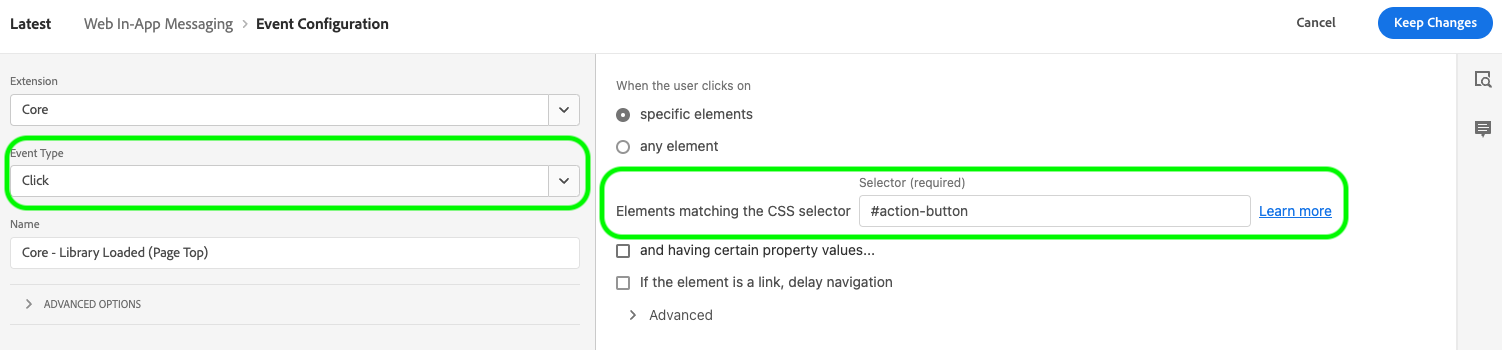 Latest Web In-App Messaging > Event Configuration Cancel Keep Changes
Extension
Core
Event Type
Click
Name
Core - Library Loaded (Page Top)
ADVANCED OPTIONS
When the user clicks on
specific elements
any element
Selector (required)
Elements matching the CSS selector #action-button Learn more
and having certain property values...
If the element is a link, delay navigation
Advanced